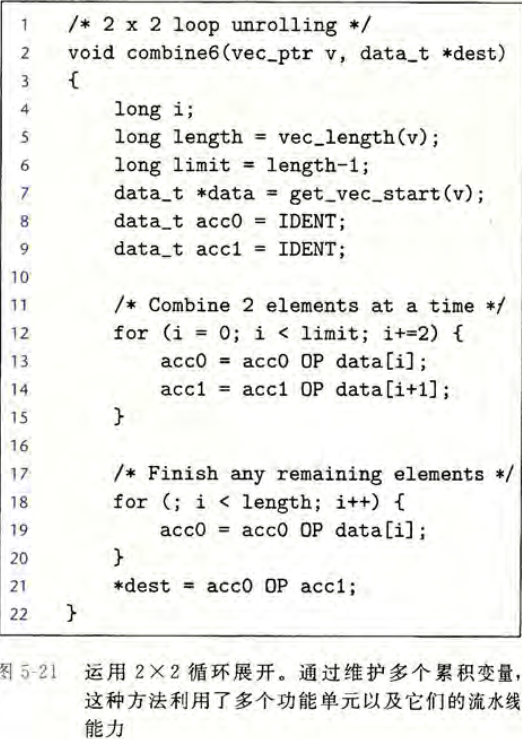 1 /* 2 x 2 loop unrolling */
2 void combine6(vec_ptr v, data_t *dest)
3 {
4 long i;
5 long length = vec_length(v);
6 long limit = length-1;
7 data_t *data = get_vec_start(v);
8 data_t acc0 = IDENT;
9 data_t acc1 = IDENT;
10
11 /* Combine 2 elements at a time */
12 for (i = 0; i < limit; i+=2) {
13 acc0 = acc0 OP data[i];
14 acc1 = acc1 OP data[i+1];
15 }
16
17 /* Finish any remaining elements */
18 for (; i < length; i++) {
19 acc0 = acc0 OP data[i];
20 }
21 *dest = acc0 OP acc1;
22 }
图 5-21 运用 2×2 循环展开。通过维护多个累积变量,
这种方法利用了多个功能单元以及它们的流水线
能力